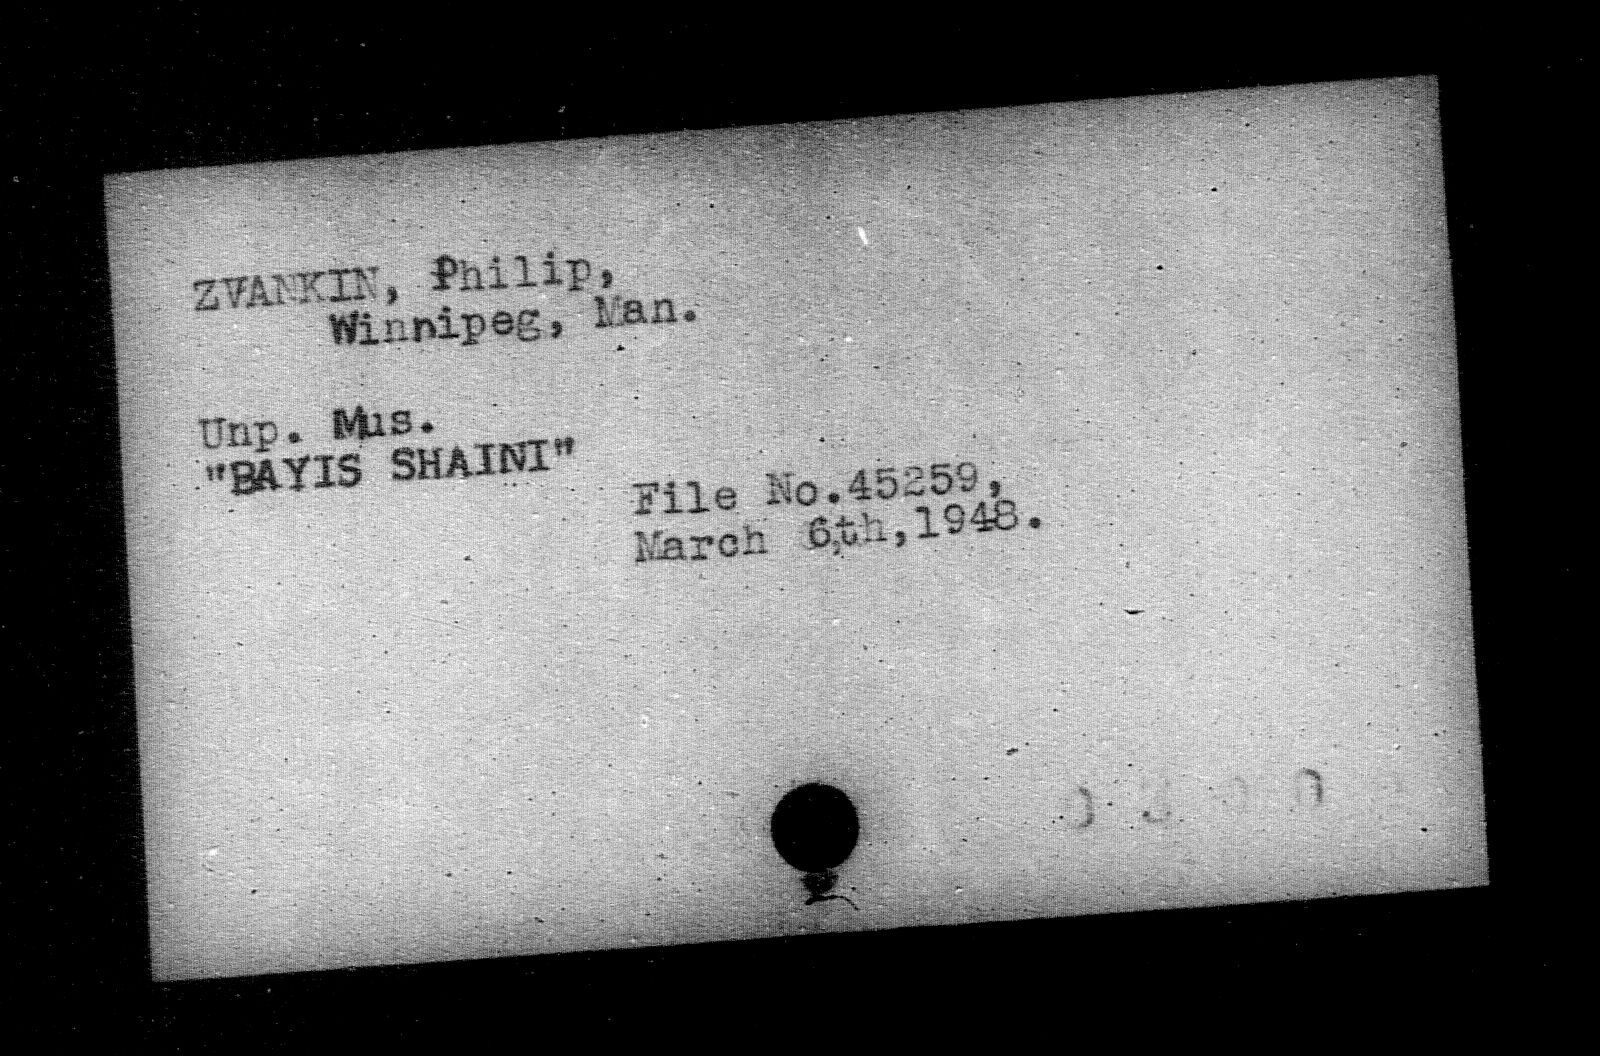 ZVANKIN, Philip,
Winnipeg, Man.
Unp. Mus.
"BAYIS SHAINI"
File No.45259,
March 6th,1948.